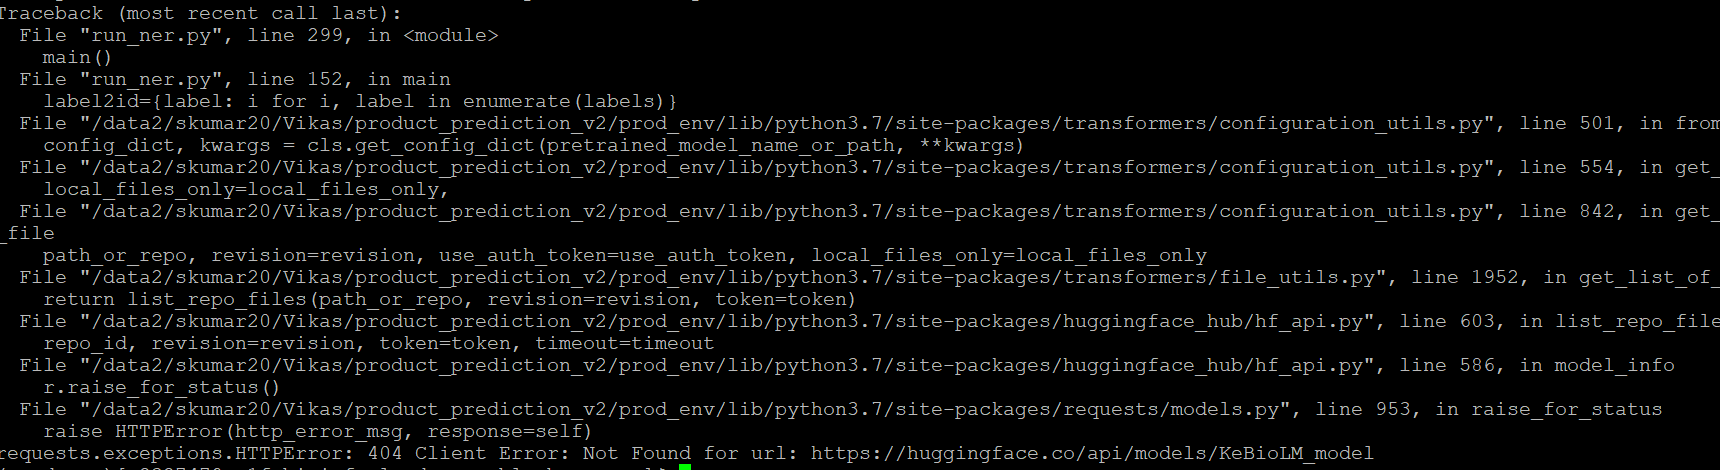 Traceback (most recent call last):
  File "run_ner.py", line 299, in <module>
    main()
  File "run_ner.py", line 152, in main
    label2id={label: i for i, label in enumerate(labels)}
  File "/data2/skumar20/Vikas/product_prediction_v2/prod_env/lib/python3.7/site-packages/transformers/configuration_utils.py", line 501, in from
    config_dict, kwargs = cls.get_config_dict(pretrained_model_name_or_path, **kwargs)
  File "/data2/skumar20/Vikas/product_prediction_v2/prod_env/lib/python3.7/site-packages/transformers/configuration_utils.py", line 554, in get_
    local_files_only=local_files_only,
  File "/data2/skumar20/Vikas/product_prediction_v2/prod_env/lib/python3.7/site-packages/transformers/configuration_utils.py", line 842, in get_
_file
    path_or_repo, revision=revision, use_auth_token=use_auth_token, local_files_only=local_files_only
  File "/data2/skumar20/Vikas/product_prediction_v2/prod_env/lib/python3.7/site-packages/transformers/file_utils.py", line 1952, in get_list_of_
    return list_repo_files(path_or_repo, revision=revision, token=token)
  File "/data2/skumar20/Vikas/product_prediction_v2/prod_env/lib/python3.7/site-packages/huggingface_hub/hf_api.py", line 603, in list_repo_file
    repo_id, revision=revision, token=token, timeout=timeout
  File "/data2/skumar20/Vikas/product_prediction_v2/prod_env/lib/python3.7/site-packages/huggingface_hub/hf_api.py", line 586, in model_info
    r.raise_for_status()
  File "/data2/skumar20/Vikas/product_prediction_v2/prod_env/lib/python3.7/site-packages/requests/models.py", line 953, in raise_for_status
    raise HTTPError(http_error_msg, response=self)
requests.exceptions.HTTPError: 404 Client Error: Not Found for url: https://huggingface.co/api/models/KeBioLM_model